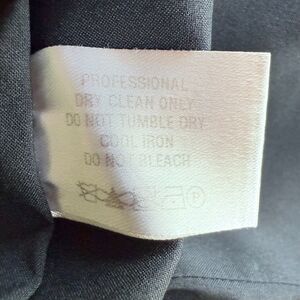 PROFESSIONAL
DRY CLEAN ONLY
DO NOT TUMBLE DRY
COOL IRON
DO NOT BLEACH